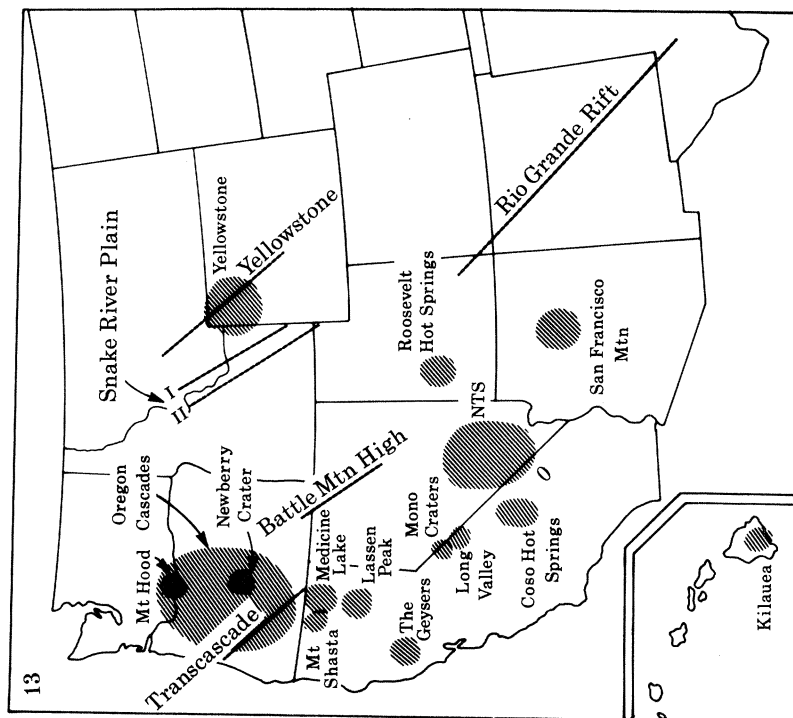 13
Snake River Plain
I
II
Yellowstone
Yellowstone
Oregon
Cascades
Mt Hood
Newberry
Crater
Transcascade
Battle Mtn High
Medicine
Lake
Lassen
Peak
Mt
Shasta
The
Geysers
Mono
Craters
Long
Valley
Coso Hot
Springs
NTS
0
Roosevelt
Hot Springs
San Francisco
Mtn
Rio Grande Rift
Kilauea